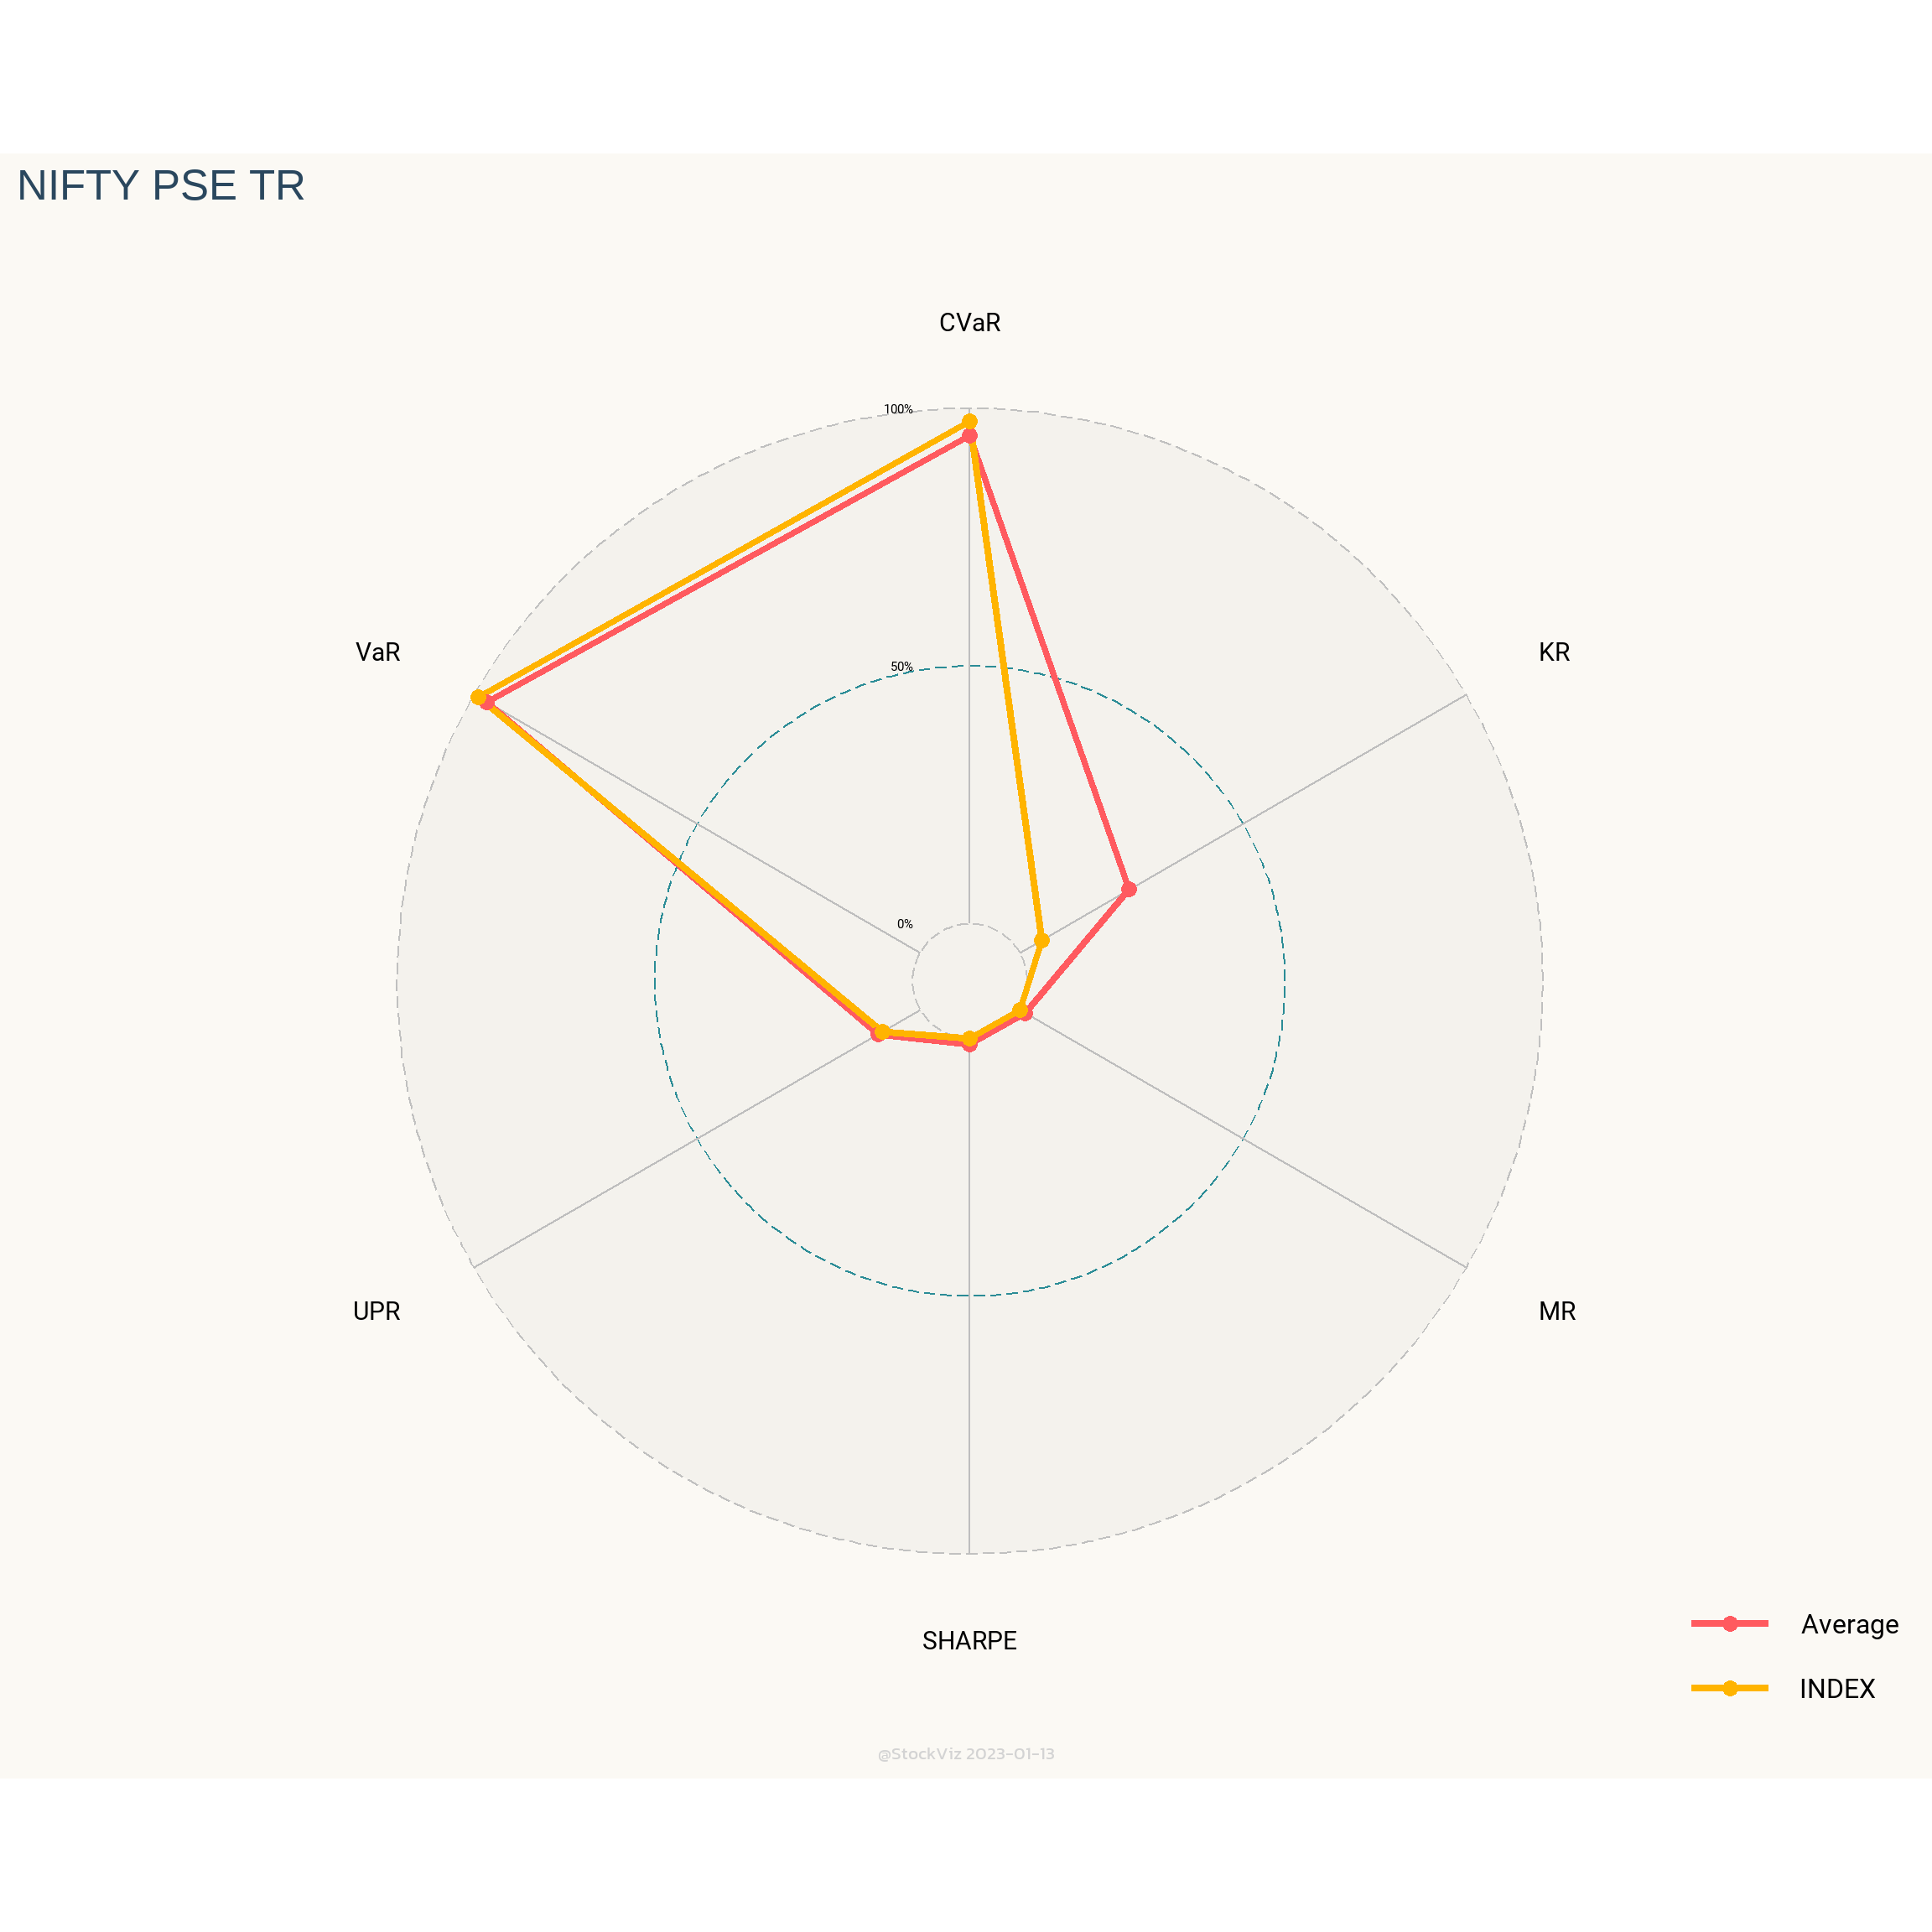 NIFTY PSE TR
CVaR
100%
VaR
KR
50%
0%
UPR
MR
SHARPE
Average
INDEX
@StockViz 2023-01-13